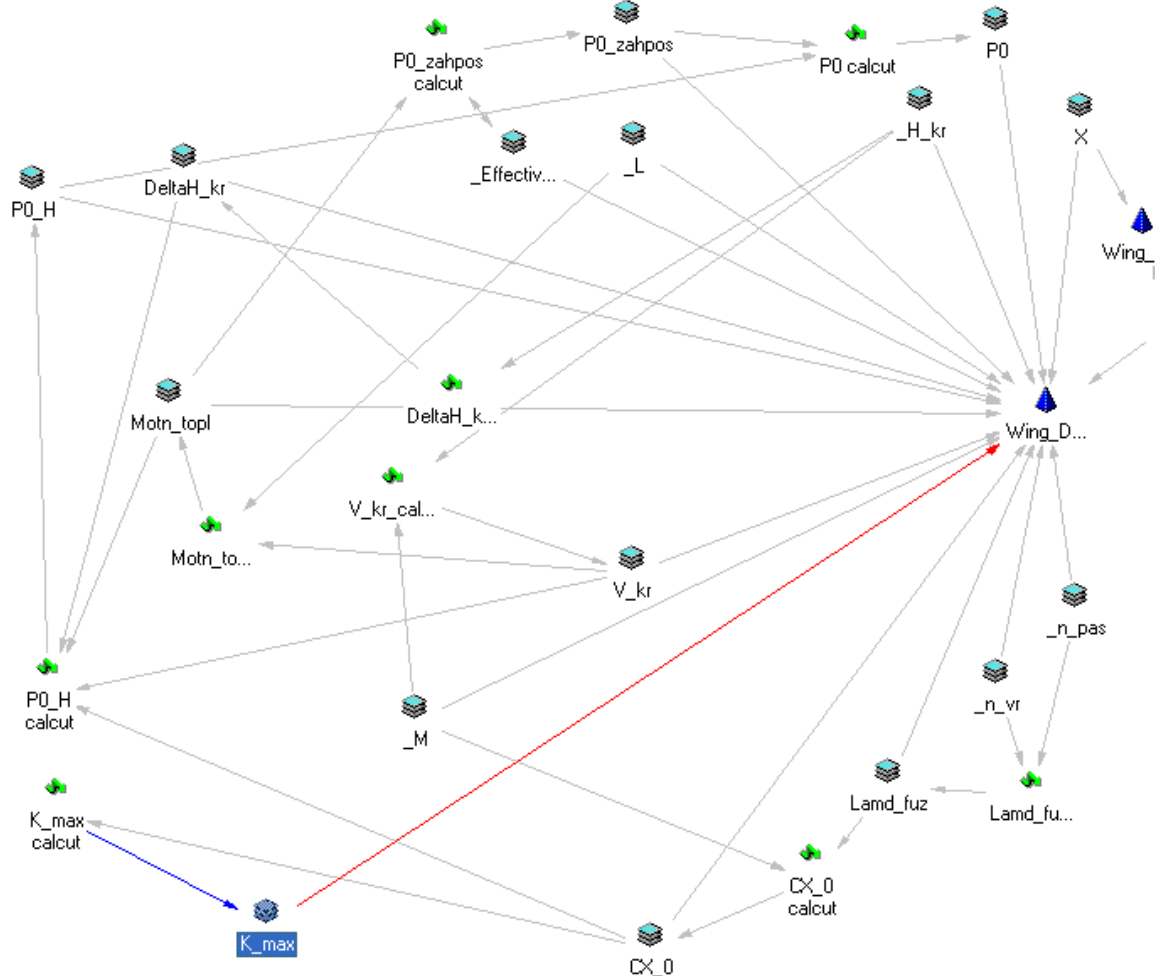 P0_zahpos
calcut
P0_zahpos
P0 calcut
P0
_H_kr
X
_Effectiv...
_L
DeltaH_kr
P0_H
Wing_
Motn_topl
DeltaH_k...
Wing_D...
V_kr_cal...
Motn_to...
V_kr
_n_pas
P0_H
calcut
_n_vr
_M
Lamd_fuz
Lamd_fu...
K_max
calcut
CX_0
calcut
K_max
CX_0